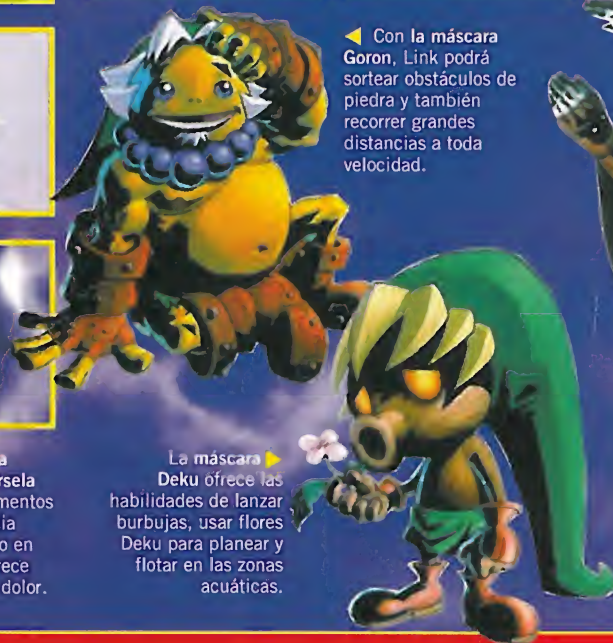 Con la máscara
Goron, Link podrá
sortear obstáculos de
piedra y también
recorrer grandes
distancias a toda
velocidad.
a
rsela
mentos
ia
o en
rece
dolor.
La máscara
Deku ofrece las
habilidades de lanzar
burbujas, usar flores
Deku para planear y
flotar en las zonas
acuáticas.